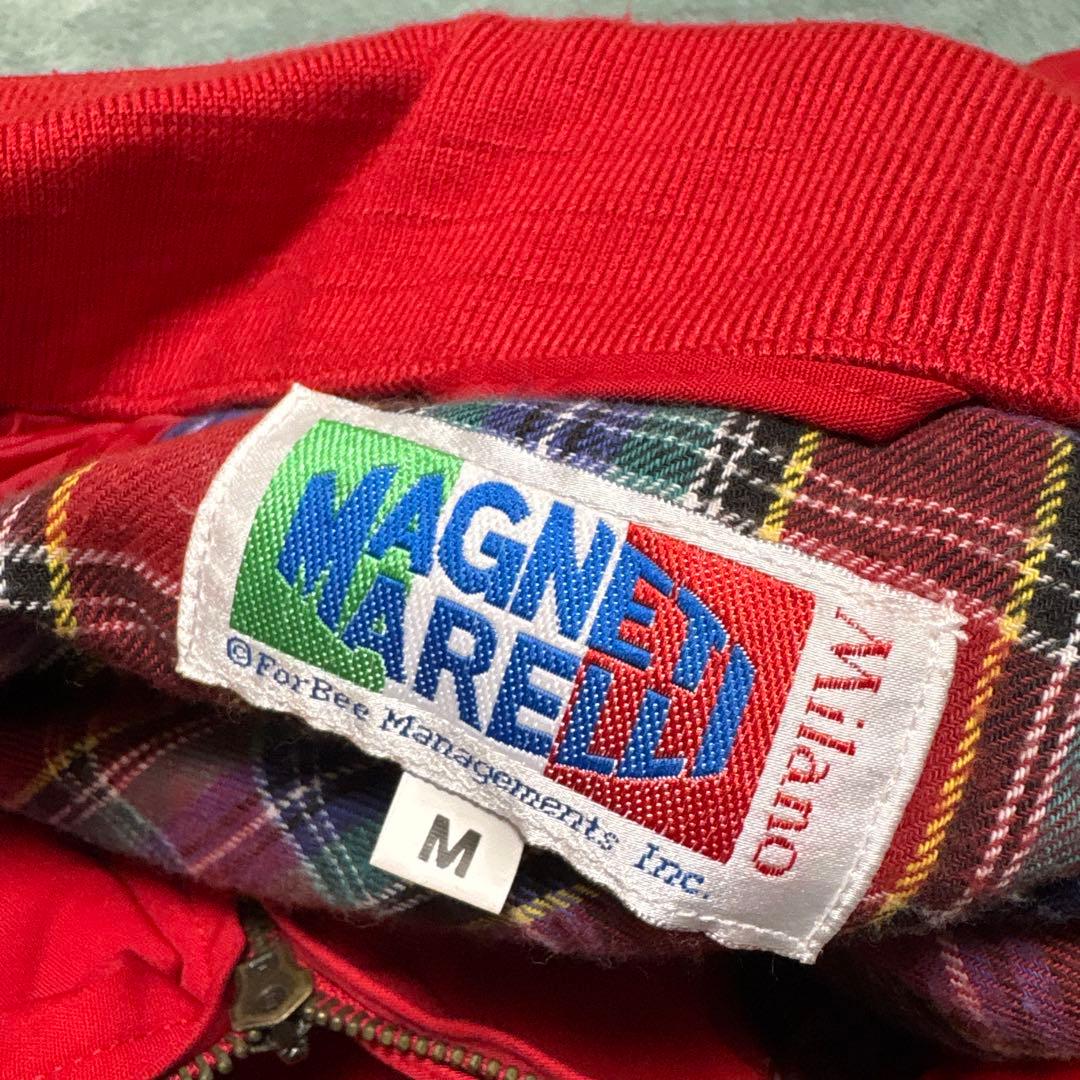 MAGNETI
MARELLI
Milano
©ForBee Managements Inc.
M